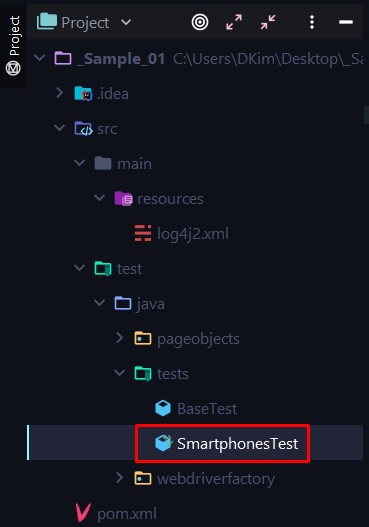 Project
Project
_Sample_01 C:\Users\DKim\Desktop\_Sa
.idea
src
main
resources
log4j2.xml
test
java
pageobjects
tests
BaseTest
SmartphonesTest
webdriverfactory
pom.xml